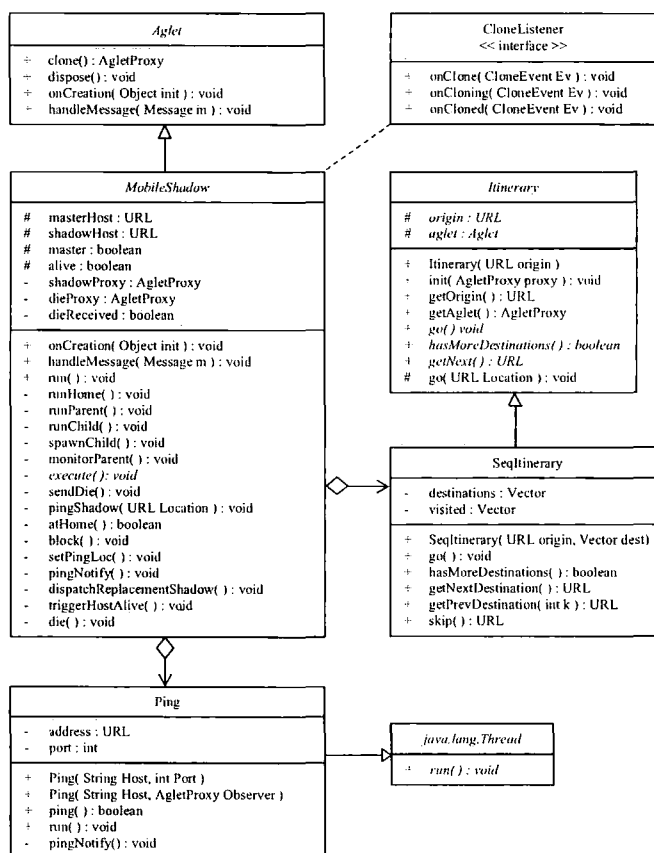 Aglet
+ clone() : AgletProxy
+ dispose() : void
+ onCreation( Object init ) : void
+ handleMessage( Message m ) : void
CloneListener
<< interface >>
+ onClone( CloneEvent Ev ) : void
+ onCloning( CloneEvent Ev ) : void
+ onCloned( CloneEvent Ev ) : void
MobileShadow
# masterHost : URL
# shadowHost : URL
# master : boolean
# alive : boolean
- shadowProxy : AgletProxy
- dieProxy : AgletProxy
- dieReceived : boolean
+ onCreation( Object init ) : void
+ handleMessage( Message m ) : void
+ run( ) : void
- runHome( ) : void
- runParent( ) : void
- runChild( ) : void
- spawnChild( ) : void
- monitorParent( ) : void
- execute( ) : void
- sendDie( ) : void
- pingShadow( URL Location ) : void
- atHome( ) : boolean
- block( ) : void
- setPingLoc( ) : void
- pingNotify( ) : void
- dispatchReplacementShadow( ) : void
- triggerHostAlive( ) : void
- die( ) : void
Itinerary
# origin : URL
# aglet : Aglet
+ Itinerary( URL origin )
- init( AgletProxy proxy ) : void
+ getOrigin( ) : URL
+ getAglet( ) : AgletProxy
+ go( ) void
+ hasMoreDestinations( ) : boolean
+ getNext( ) : URL
# go( URL Location ) : void
SeqItinerary
- destinations : Vector
- visited : Vector
+ SeqItinerary( URL origin, Vector dest)
+ go( ) : void
+ hasMoreDestinations( ) : boolean
+ getNextDestination( ) : URL
+ getPrevDestination( int k ) : URL
+ skip( ) : URL
Ping
- address : URL
- port : int
+ Ping( String Host, int Port )
+ Ping( String Host, AgletProxy Observer )
+ ping( ) : boolean
+ run( ) : void
- pingNotify() : void
java.lang.Thread
+ run( ) : void